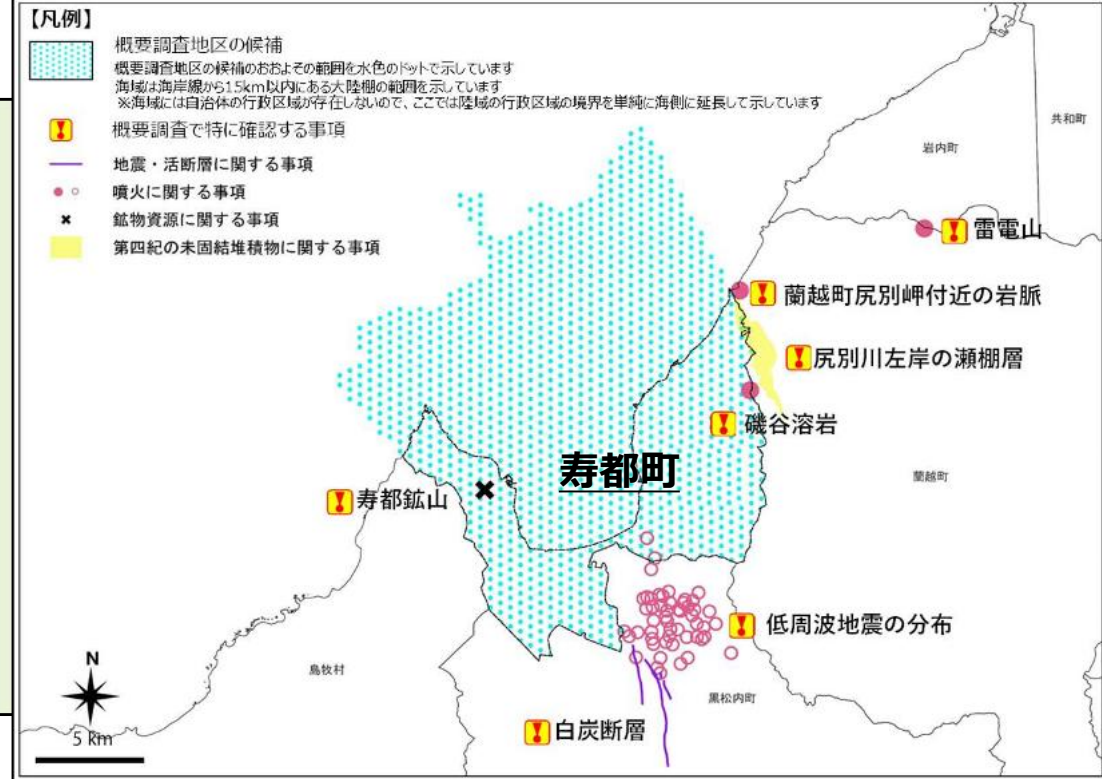 【凡例】
概要調査地区の候補
概要調査地区の候補のおおよその範囲を水色のドットで示しています
海域は海岸線から15km以内にある大陸棚の範囲を示しています
※海域には自治体の行政区域が存在しないので、ここでは陸域の行政区域の境界を単純に海側に延長して示しています
概要調査で特に確認する事項
地震・活断層に関する事項
噴火に関する事項
鉱物資源に関する事項
第四紀の未固結堆積物に関する事項
共和町
岩内町
雷電山
蘭越町尻別岬付近の岩脈
尻別川左岸の瀬棚層
磯谷溶岩
寿都町
蘭越町
寿都鉱山
低周波地震の分布
島牧村
黒松内町
白炭断層
N
5 km